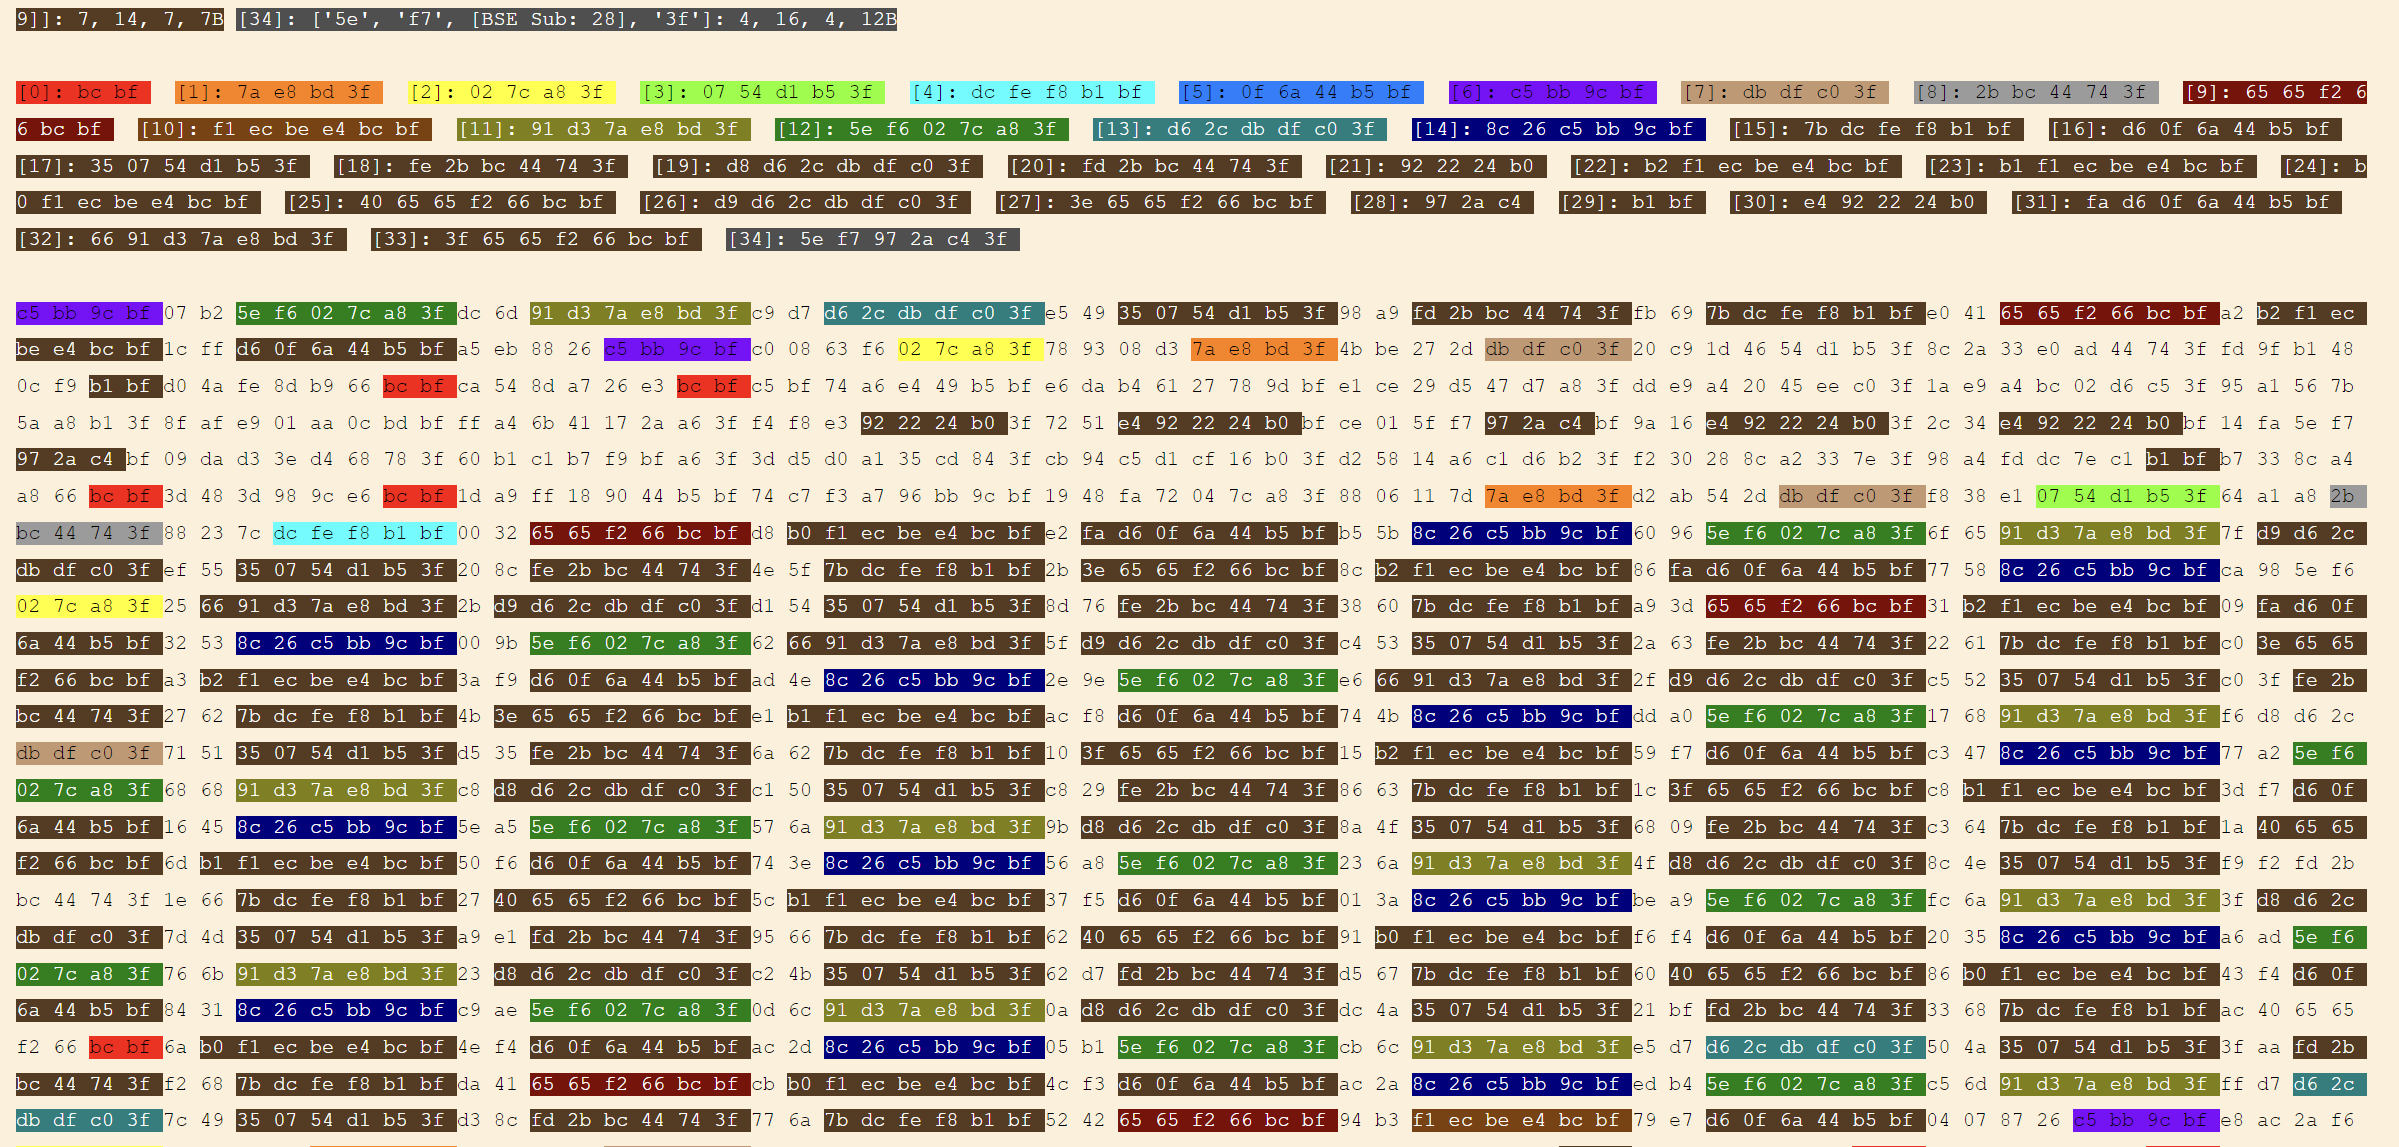 9]]: 7, 14, 7, 7B [34]: ['5e', 'f7', [BSE Sub: 28], '3f']: 4, 16, 4, 12B
[0]: bc bf [1]: 7a e8 bd 3f [2]: 02 7c a8 3f [3]: 07 54 d1 b5 3f [4]: dc fe f8 b1 bf [5]: 0f 6a 44 b5 bf [6]: c5 bb 9c bf [7]: db df c0 3f [8]: 2b bc 44 74 3f [9]: 65 65 f2 6
6 bc bf [10]: f1 ec be e4 bc bf [11]: 91 d3 7a e8 bd 3f [12]: 5e f6 02 7c a8 3f [13]: d6 2c db df c0 3f [14]: 8c 26 c5 bb 9c bf [15]: 7b dc fe f8 b1 bf [16]: d6 0f 6a 44 b5 bf
[17]: 35 07 54 d1 b5 3f [18]: fe 2b bc 44 74 3f [19]: d8 d6 2c db df c0 3f [20]: fd 2b bc 44 74 3f [21]: 92 22 24 b0 [22]: b2 f1 ec be e4 bc bf [23]: b1 f1 ec be e4 bc bf [24]: b
0 f1 ec be e4 bc bf [25]: 40 65 65 f2 66 bc bf [26]: d9 d6 2c db df c0 3f [27]: 3e 65 65 f2 66 bc bf [28]: 97 2a c4 [29]: b1 bf [30]: e4 92 22 24 b0 [31]: fa d6 0f 6a 44 b5 bf
[32]: 66 91 d3 7a e8 bd 3f [33]: 3f 65 65 f2 66 bc bf [34]: 5e f7 97 2a c4 3f
c5 bb 9c bf 07 b2 5e f6 02 7c a8 3f dc 6d 91 d3 7a e8 bd 3f c9 d7 d6 2c db df c0 3f e5 49 35 07 54 d1 b5 3f 98 a9 fd 2b bc 44 74 3f fb 69 7b dc fe f8 b1 bf e0 41 65 65 f2 66 bc bf a2 b2 f1 ec
be e4 bc bf 1c ff d6 0f 6a 44 b5 bf a5 eb 88 26 c5 bb 9c bf c0 08 63 f6 02 7c a8 3f 78 93 08 d3 7a e8 bd 3f 4b be 27 2d db df c0 3f 20 c9 1d 46 54 d1 b5 3f 8c 2a 33 e0 ad 44 74 3f fd 9f b1 48
0c f9 b1 bf d0 4a fe 8d b9 66 bc bf ca 54 8d a7 26 e3 bc bf c5 bf 74 a6 e4 49 b5 bf e6 da b4 61 27 78 9d bf e1 ce 29 d5 47 d7 a8 3f dd e9 a4 20 45 ee c0 3f 1a e9 a4 bc 02 d6 c5 3f 95 a1 56 7b
5a a8 b1 3f 8f af e9 01 aa 0c bd bf ff a4 6b 41 17 2a a6 3f f4 f8 e3 92 22 24 b0 3f 72 51 e4 92 22 24 b0 bf ce 01 5f f7 97 2a c4 bf 9a 16 e4 92 22 24 b0 3f 2c 34 e4 92 22 24 b0 bf 14 fa 5e f7
97 2a c4 bf 09 da d3 3e d4 68 78 3f 60 b1 c1 b7 f9 bf a6 3f 3d d5 d0 a1 35 cd 84 3f cb 94 c5 d1 cf 16 b0 3f d2 58 14 a6 c1 d6 b2 3f f2 30 28 8c a2 33 7e 3f 98 a4 fd dc 7e c1 b1 bf b7 33 8c a4
a8 66 bc bf 3d 48 3d 98 9c e6 bc bf 1d a9 ff 18 90 44 b5 bf 74 c7 f3 a7 96 bb 9c bf 19 48 fa 72 04 7c a8 3f 88 06 11 7d 7a e8 bd 3f d2 ab 54 2d db df c0 3f f8 38 e1 07 54 d1 b5 3f 64 a1 a8 2b
bc 44 74 3f 88 23 7c dc fe f8 b1 bf 00 32 65 65 f2 66 bc bf d8 b0 f1 ec be e4 bc bf e2 fa d6 0f 6a 44 b5 bf b5 5b 8c 26 c5 bb 9c bf 60 96 5e f6 02 7c a8 3f 6f 65 91 d3 7a e8 bd 3f 7f d9 d6 2c
db df c0 3f ef 55 35 07 54 d1 b5 3f 20 8c fe 2b bc 44 74 3f 4e 5f 7b dc fe f8 b1 bf 2b 3e 65 65 f2 66 bc bf 8c b2 f1 ec be e4 bc bf 86 fa d6 0f 6a 44 b5 bf 77 58 8c 26 c5 bb 9c bf ca 98 5e f6
02 7c a8 3f 25 66 91 d3 7a e8 bd 3f 2b d9 d6 2c db df c0 3f d1 54 35 07 54 d1 b5 3f 8d 76 fe 2b bc 44 74 3f 38 60 7b dc fe f8 b1 bf a9 3d 65 65 f2 66 bc bf 31 b2 f1 ec be e4 bc bf 09 fa d6 0f
6a 44 b5 bf 32 53 8c 26 c5 bb 9c bf 00 9b 5e f6 02 7c a8 3f 62 66 91 d3 7a e8 bd 3f 5f d9 d6 2c db df c0 3f c4 53 35 07 54 d1 b5 3f 2a 63 fe 2b bc 44 74 3f 22 61 7b dc fe f8 b1 bf c0 3e 65 65
f2 66 bc bf a3 b2 f1 ec be e4 bc bf 3a f9 d6 0f 6a 44 b5 bf ad 4e 8c 26 c5 bb 9c bf 2e 9e 5e f6 02 7c a8 3f e6 66 91 d3 7a e8 bd 3f 2f d9 d6 2c db df c0 3f c5 52 35 07 54 d1 b5 3f c0 3f fe 2b
bc 44 74 3f 27 62 7b dc fe f8 b1 bf 4b 3e 65 65 f2 66 bc bf e1 b1 f1 ec be e4 bc bf ac f8 d6 0f 6a 44 b5 bf 74 4b 8c 26 c5 bb 9c bf dd a0 5e f6 02 7c a8 3f 17 68 91 d3 7a e8 bd 3f f6 d8 d6 2c
db df c0 3f 71 51 35 07 54 d1 b5 3f d5 35 fe 2b bc 44 74 3f 6a 62 7b dc fe f8 b1 bf 10 3f 65 65 f2 66 bc bf 15 b2 f1 ec be e4 bc bf 59 f7 d6 0f 6a 44 b5 bf c3 47 8c 26 c5 bb 9c bf 77 a2 5e f6
02 7c a8 3f 68 68 91 d3 7a e8 bd 3f c8 d8 d6 2c db df c0 3f c1 50 35 07 54 d1 b5 3f c8 29 fe 2b bc 44 74 3f 86 63 7b dc fe f8 b1 bf 1c 3f 65 65 f2 66 bc bf c8 b1 f1 ec be e4 bc bf 3d f7 d6 0f
6a 44 b5 bf 16 45 8c 26 c5 bb 9c bf 5e a5 5e f6 02 7c a8 3f 57 6a 91 d3 7a e8 bd 3f 9b d8 d6 2c db df c0 3f 8a 4f 35 07 54 d1 b5 3f 68 09 fe 2b bc 44 74 3f c3 64 7b dc fe f8 b1 bf 1a 40 65 65
f2 66 bc bf 6d b1 f1 ec be e4 bc bf 50 f6 d6 0f 6a 44 b5 bf 74 3e 8c 26 c5 bb 9c bf 56 a8 5e f6 02 7c a8 3f 23 6a 91 d3 7a e8 bd 3f 4f d8 d6 2c db df c0 3f 8c 4e 35 07 54 d1 b5 3f f9 f2 fd 2b
bc 44 74 3f 1e 66 7b dc fe f8 b1 bf 27 40 65 65 f2 66 bc bf 5c b1 f1 ec be e4 bc bf 37 f5 d6 0f 6a 44 b5 bf 01 3a 8c 26 c5 bb 9c bf be a9 5e f6 02 7c a8 3f fc 6a 91 d3 7a e8 bd 3f 3f d8 d6 2c
db df c0 3f 7d 4d 35 07 54 d1 b5 3f a9 e1 fd 2b bc 44 74 3f 95 66 7b dc fe f8 b1 bf 62 40 65 65 f2 66 bc bf 91 b0 f1 ec be e4 bc bf f6 f4 d6 0f 6a 44 b5 bf 20 35 8c 26 c5 bb 9c bf a6 ad 5e f6
02 7c a8 3f 76 6b 91 d3 7a e8 bd 3f 23 d8 d6 2c db df c0 3f c2 4b 35 07 54 d1 b5 3f 62 d7 fd 2b bc 44 74 3f d5 67 7b dc fe f8 b1 bf 60 40 65 65 f2 66 bc bf 86 b0 f1 ec be e4 bc bf 43 f4 d6 0f
6a 44 b5 bf 84 31 8c 26 c5 bb 9c bf c9 ae 5e f6 02 7c a8 3f 0d 6c 91 d3 7a e8 bd 3f 0a d8 d6 2c db df c0 3f dc 4a 35 07 54 d1 b5 3f 21 bf fd 2b bc 44 74 3f 33 68 7b dc fe f8 b1 bf ac 40 65 65
f2 66 bc bf 6a b0 f1 ec be e4 bc bf 4e f4 d6 0f 6a 44 b5 bf ac 2d 8c 26 c5 bb 9c bf 05 b1 5e f6 02 7c a8 3f cb 6c 91 d3 7a e8 bd 3f e5 d7 d6 2c db df c0 3f 50 4a 35 07 54 d1 b5 3f 3f aa fd 2b
bc 44 74 3f f2 68 7b dc fe f8 b1 bf da 41 65 65 f2 66 bc bf cb b0 f1 ec be e4 bc bf 4c f3 d6 0f 6a 44 b5 bf ac 2a 8c 26 c5 bb 9c bf ed b4 5e f6 02 7c a8 3f c5 6d 91 d3 7a e8 bd 3f ff d7 d6 2c
db df c0 3f 7c 49 35 07 54 d1 b5 3f d3 8c fd 2b bc 44 74 3f 77 6a 7b dc fe f8 b1 bf 52 42 65 65 f2 66 bc bf 94 b3 f1 ec be e4 bc bf 79 e7 d6 0f 6a 44 b5 bf 04 07 87 26 c5 bb 9c bf e8 ac 2a f6